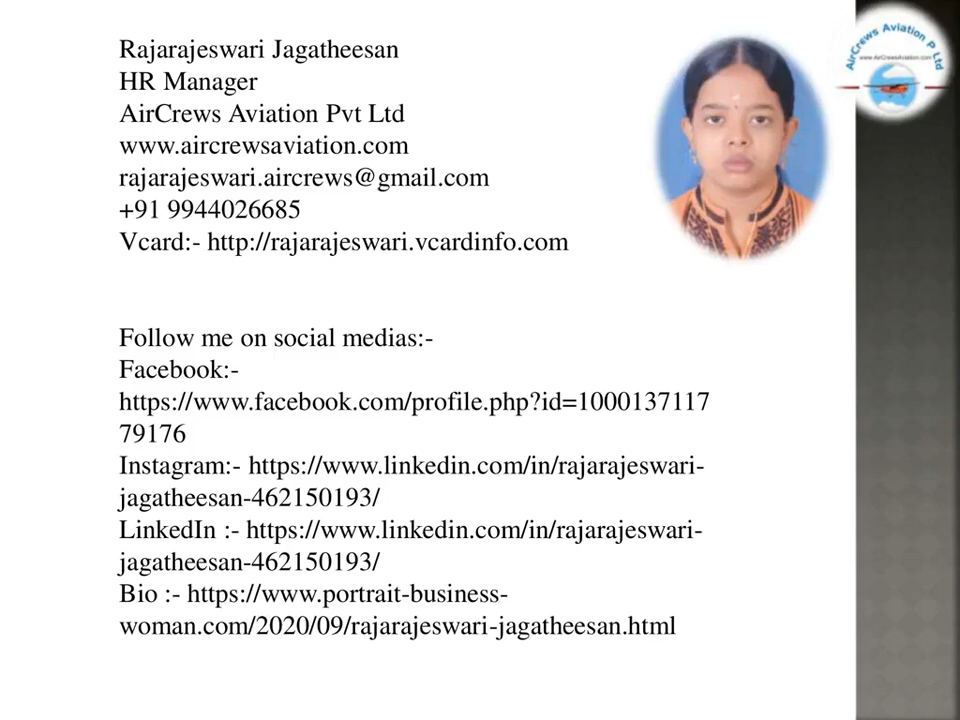 Rajarajeswari Jagatheesan
HR Manager
AirCrews Aviation Pvt Ltd
www.aircrewsaviation.com
rajarajeswari.aircrews@gmail.com
+91 9944026685
Vcard:- http://rajarajeswari.vcardinfo.com
Follow me on social medias:-
Facebook:-
https://www.facebook.com/profile.php?id=1000137117
79176
Instagram:- https://www.linkedin.com/in/rajarajeswari-
jagatheesan-462150193/
LinkedIn :- https://www.linkedin.com/in/rajarajeswari-
jagatheesan-462150193/
Bio :- https://www.portrait-business-
woman.com/2020/09/rajarajeswari-jagatheesan.html
AirCrews Aviation P Ltd
www.AirCrewsAviation.com